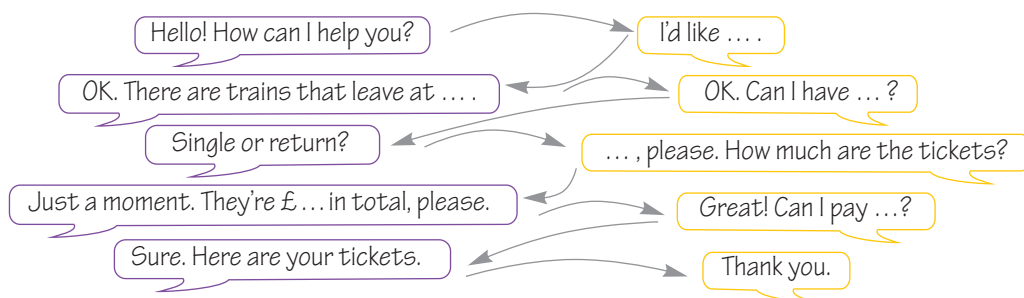 Hello! How can I help you?
I'd like … .
OK. There are trains that leave at … .
OK. Can I have … ?
Single or return?
… , please. How much are the tickets?
Just a moment. They're £ … in total, please.
Great! Can I pay …?
Sure. Here are your tickets.
Thank you.